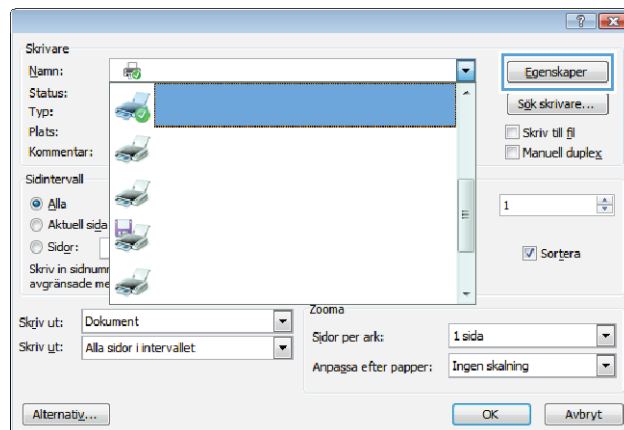 Skrivare
Namn:
Egenskaper
Status:
Typ:
Sök skrivare...
Plats:
Skriv till fil
Kommentar:
Manuell duplex
Sidintervall
Alla
1
Aktuell sida
Sidor:
Sortera
Skriv in
avgränsade
Zooma
Skriv ut: Dokument
Sidor per ark: 1 sida
Skriv ut: Alla sidor i intervallet
Anpassa efter papper: Ingen skalning
Alternativ...
OK
Avbryt